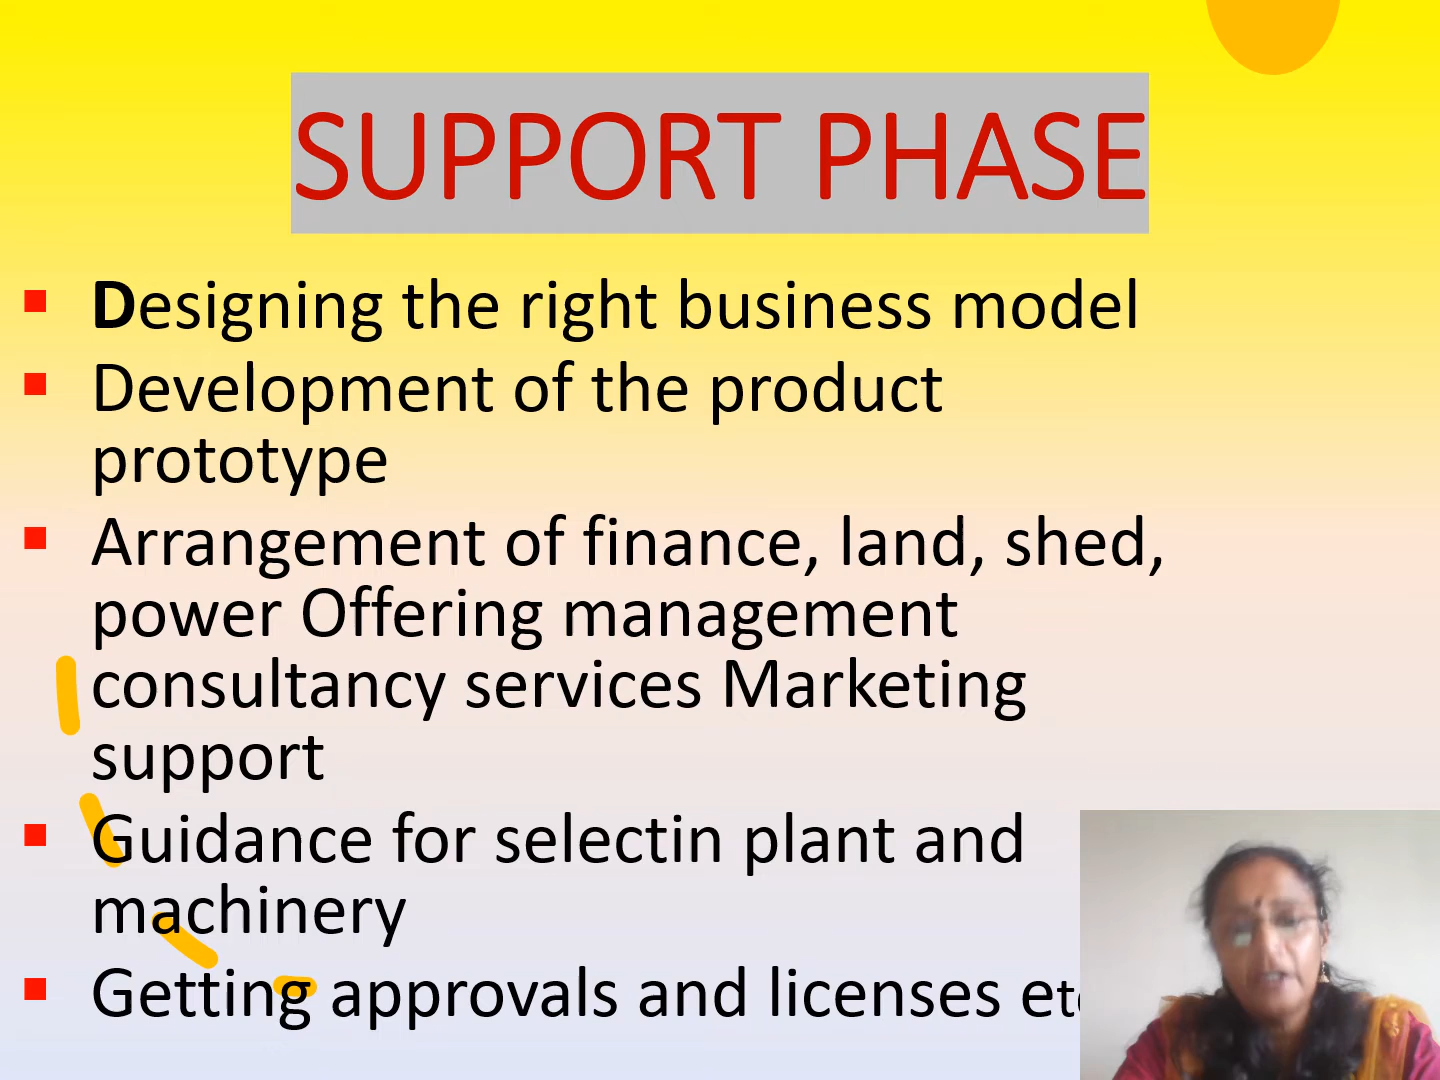 SUPPORT PHASE
Designing the right business model
Development of the product
prototype
Arrangement of finance, land, shed,
power Offering management
consultancy services Marketing
support
Guidance for selectin plant and
machinery
Getting approvals and licenses